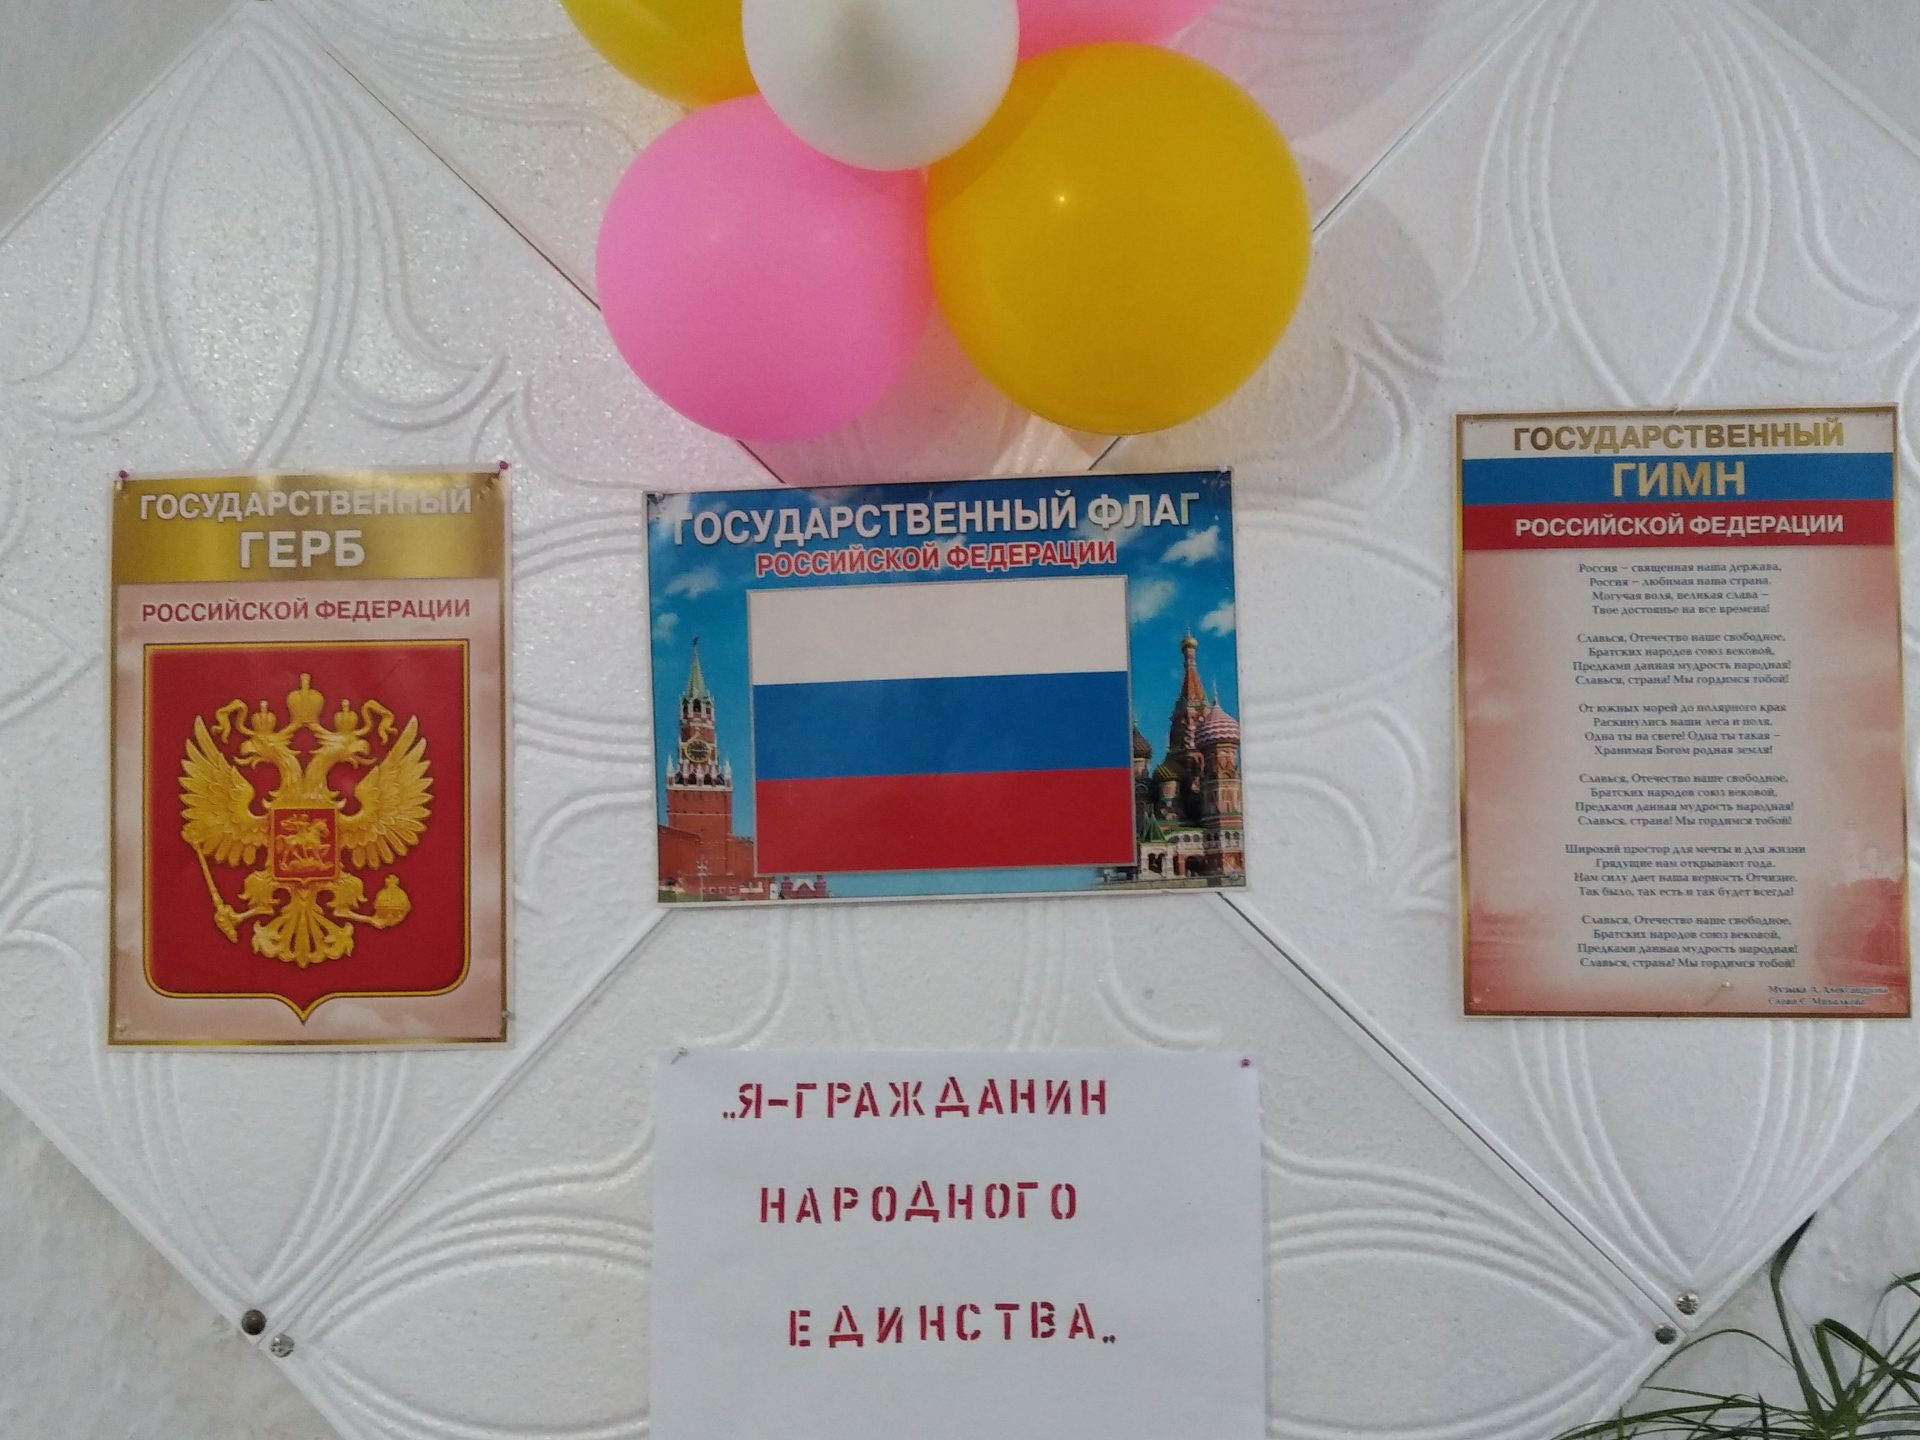 ГОСУДАРСТВЕННЫЙ
ГЕРБ
РОССИЙСКОЙ ФЕДЕРАЦИИ
ГОСУДАРСТВЕННЫЙ ФЛАГ
РОССИЙСКОЙ ФЕДЕРАЦИИ
ГОСУДАРСТВЕННЫЙ
ГИМН
РОССИЙСКОЙ ФЕДЕРАЦИИ
Россия – священная наша держава,
Россия – любимая наша страна.
Могучая воля, великая слава –
Твое достоянье на все времена!
Славься, Отечество наше свободное,
Братских народов союз вековой,
Предками данная мудрость народная!
Славься, страна! Мы гордимся тобой!
От южных морей до полярного края
Раскинулись наши леса и поля.
Одна ты на свете! Одна ты такая –
Хранимая Богом родная земля!
Славься, Отечество наше свободное,
Братских народов союз вековой,
Предками данная мудрость народная!
Славься, страна! Мы гордимся тобой!
Широкий простор для мечты и для жизни
Грядущие нам открывают года.
Нам силу дает наша верность Отчизне.
Так было, так есть и так будет всегда!
Славься, Отечество наше свободное,
Братских народов союз вековой,
Предками данная мудрость народная!
Славься, страна! Мы гордимся тобой!
Музыка А. Александрова
Слова С. Михалкова
„Я-ГРАЖДАНИН
НАРОДНОГО
ЕДИНСТВА„